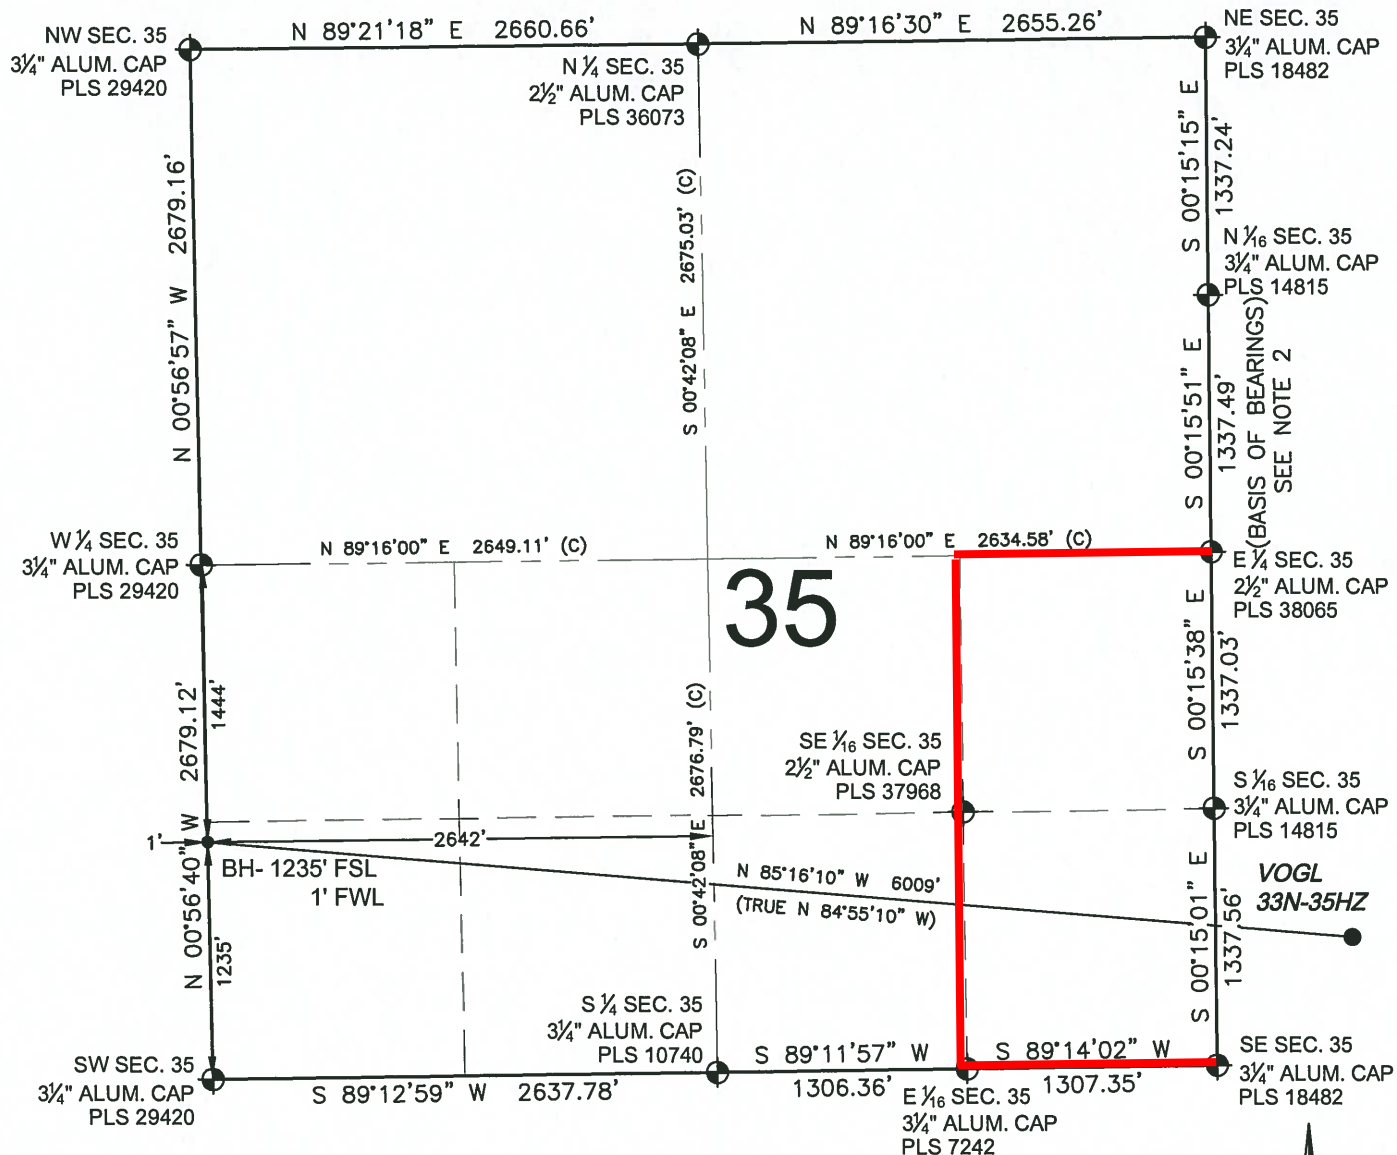 NW SEC. 35
3¼" ALUM. CAP
PLS 29420
N 89°21'18" E 2660.66'
N ¼ SEC. 35
2½" ALUM. CAP
PLS 36073
N 89°16'30" E 2655.26'
NE SEC. 35
3¼" ALUM. CAP
PLS 18482
N 00°56'57" W 2679.16'
S 00°42'08" E 2675.03' (C)
S 00°15'15" E
1337.24'
N 1⁄16 SEC. 35
3¼" ALUM. CAP
PLS 14815
S 00°15'51" E
1337.49'
(BASIS OF BEARINGS)
SEE NOTE 2
W ¼ SEC. 35
3¼" ALUM. CAP
PLS 29420
N 89°16'00" E 2649.11' (C)
N 89°16'00" E 2634.58' (C)
E ¼ SEC. 35
2½" ALUM. CAP
PLS 38065
35
N 00°56'40" W 2679.12'
1444'
S 00°42'08"E 2676.79' (C)
S 00°15'38" E
1337.03'
SE 1⁄16 SEC. 35
2½" ALUM. CAP
PLS 37968
S 1⁄16 SEC. 35
3¼" ALUM. CAP
PLS 14815
1'
2642'
BH- 1235' FSL
1' FWL
N 85°16'10" W 6009'
(TRUE N 84°55'10" W)
VOGL
33N-35HZ
1235'
S 00°15'01" E
1337.56'
S ¼ SEC. 35
3¼" ALUM. CAP
PLS 10740
SW SEC. 35
3¼" ALUM. CAP
PLS 29420
S 89°12'59" W 2637.78'
S 89°11'57" W
1306.36'
S 89°14'02" W
1307.35'
E 1⁄16 SEC. 35
3¼" ALUM. CAP
PLS 7242
SE SEC. 35
3¼" ALUM. CAP
PLS 18482